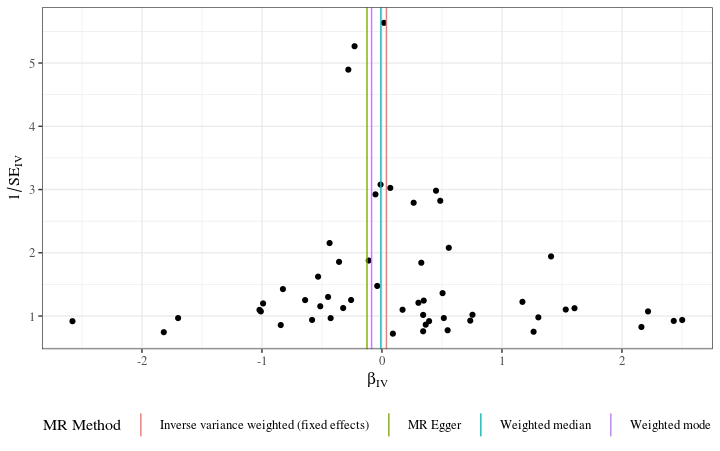 5
4
3
2
1
1/SE_IV
-2
-1
0
1
2
β_IV
MR Method
Inverse variance weighted (fixed effects)
MR Egger
Weighted median
Weighted mode